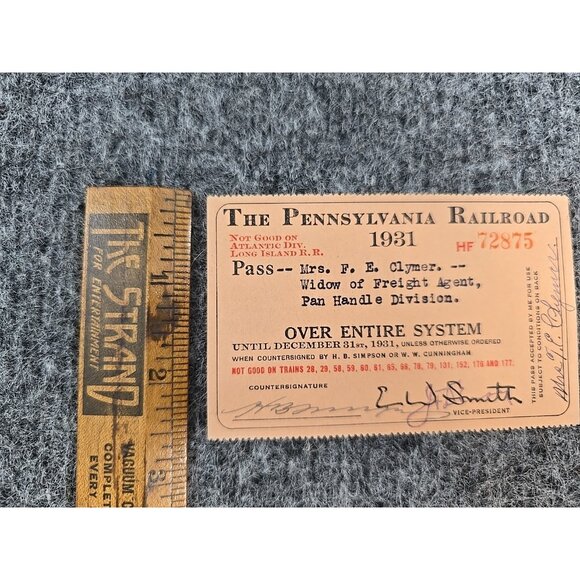 THE STRAND
FOR ENTERTAINMENT
VACUUM
COMPLET
EVERY
1
2
3
THE PENNSYLVANIA RAILROAD
NOT GOOD ON
ATLANTIC DIV.
LONG ISLAND R.R.
1931
HF 72875
Pass-- Mrs. F. E. Clymer. --
Widow of Freight Agent,
Pan Handle Division.
OVER ENTIRE SYSTEM
UNTIL DECEMBER 31ST, 1931, UNLESS OTHERWISE ORDERED
WHEN COUNTERSIGNED BY H. B. SIMPSON OR W. W. CUNNINGHAM
NOT GOOD ON TRAINS 28, 29, 58, 59, 60, 61, 65, 68, 78, 79, 131, 152, 176 AND 177.
COUNTERSIGNATURE
E. W. Smith
VICE-PRESIDENT
THIS PASS ACCEPTED BY ME FOR USE
SUBJECT TO CONDITIONS ON BACK